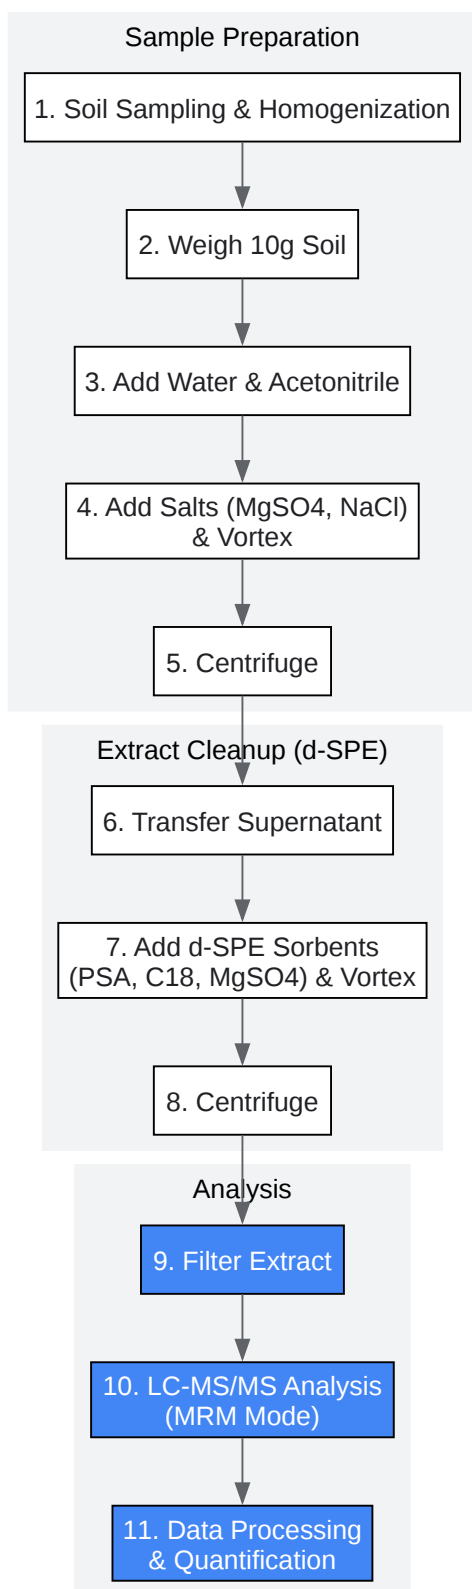 Sample Preparation
1. Soil Sampling & Homogenization
2. Weigh 10g Soil
3. Add Water & Acetonitrile
4. Add Salts (MgSO4, NaCl)
& Vortex
5. Centrifuge
Extract Cleanup (d-SPE)
6. Transfer Supernatant
7. Add d-SPE Sorbents
(PSA, C18, MgSO4) & Vortex
8. Centrifuge
Analysis
9. Filter Extract
10. LC-MS/MS Analysis
(MRM Mode)
11. Data Processing
& Quantification